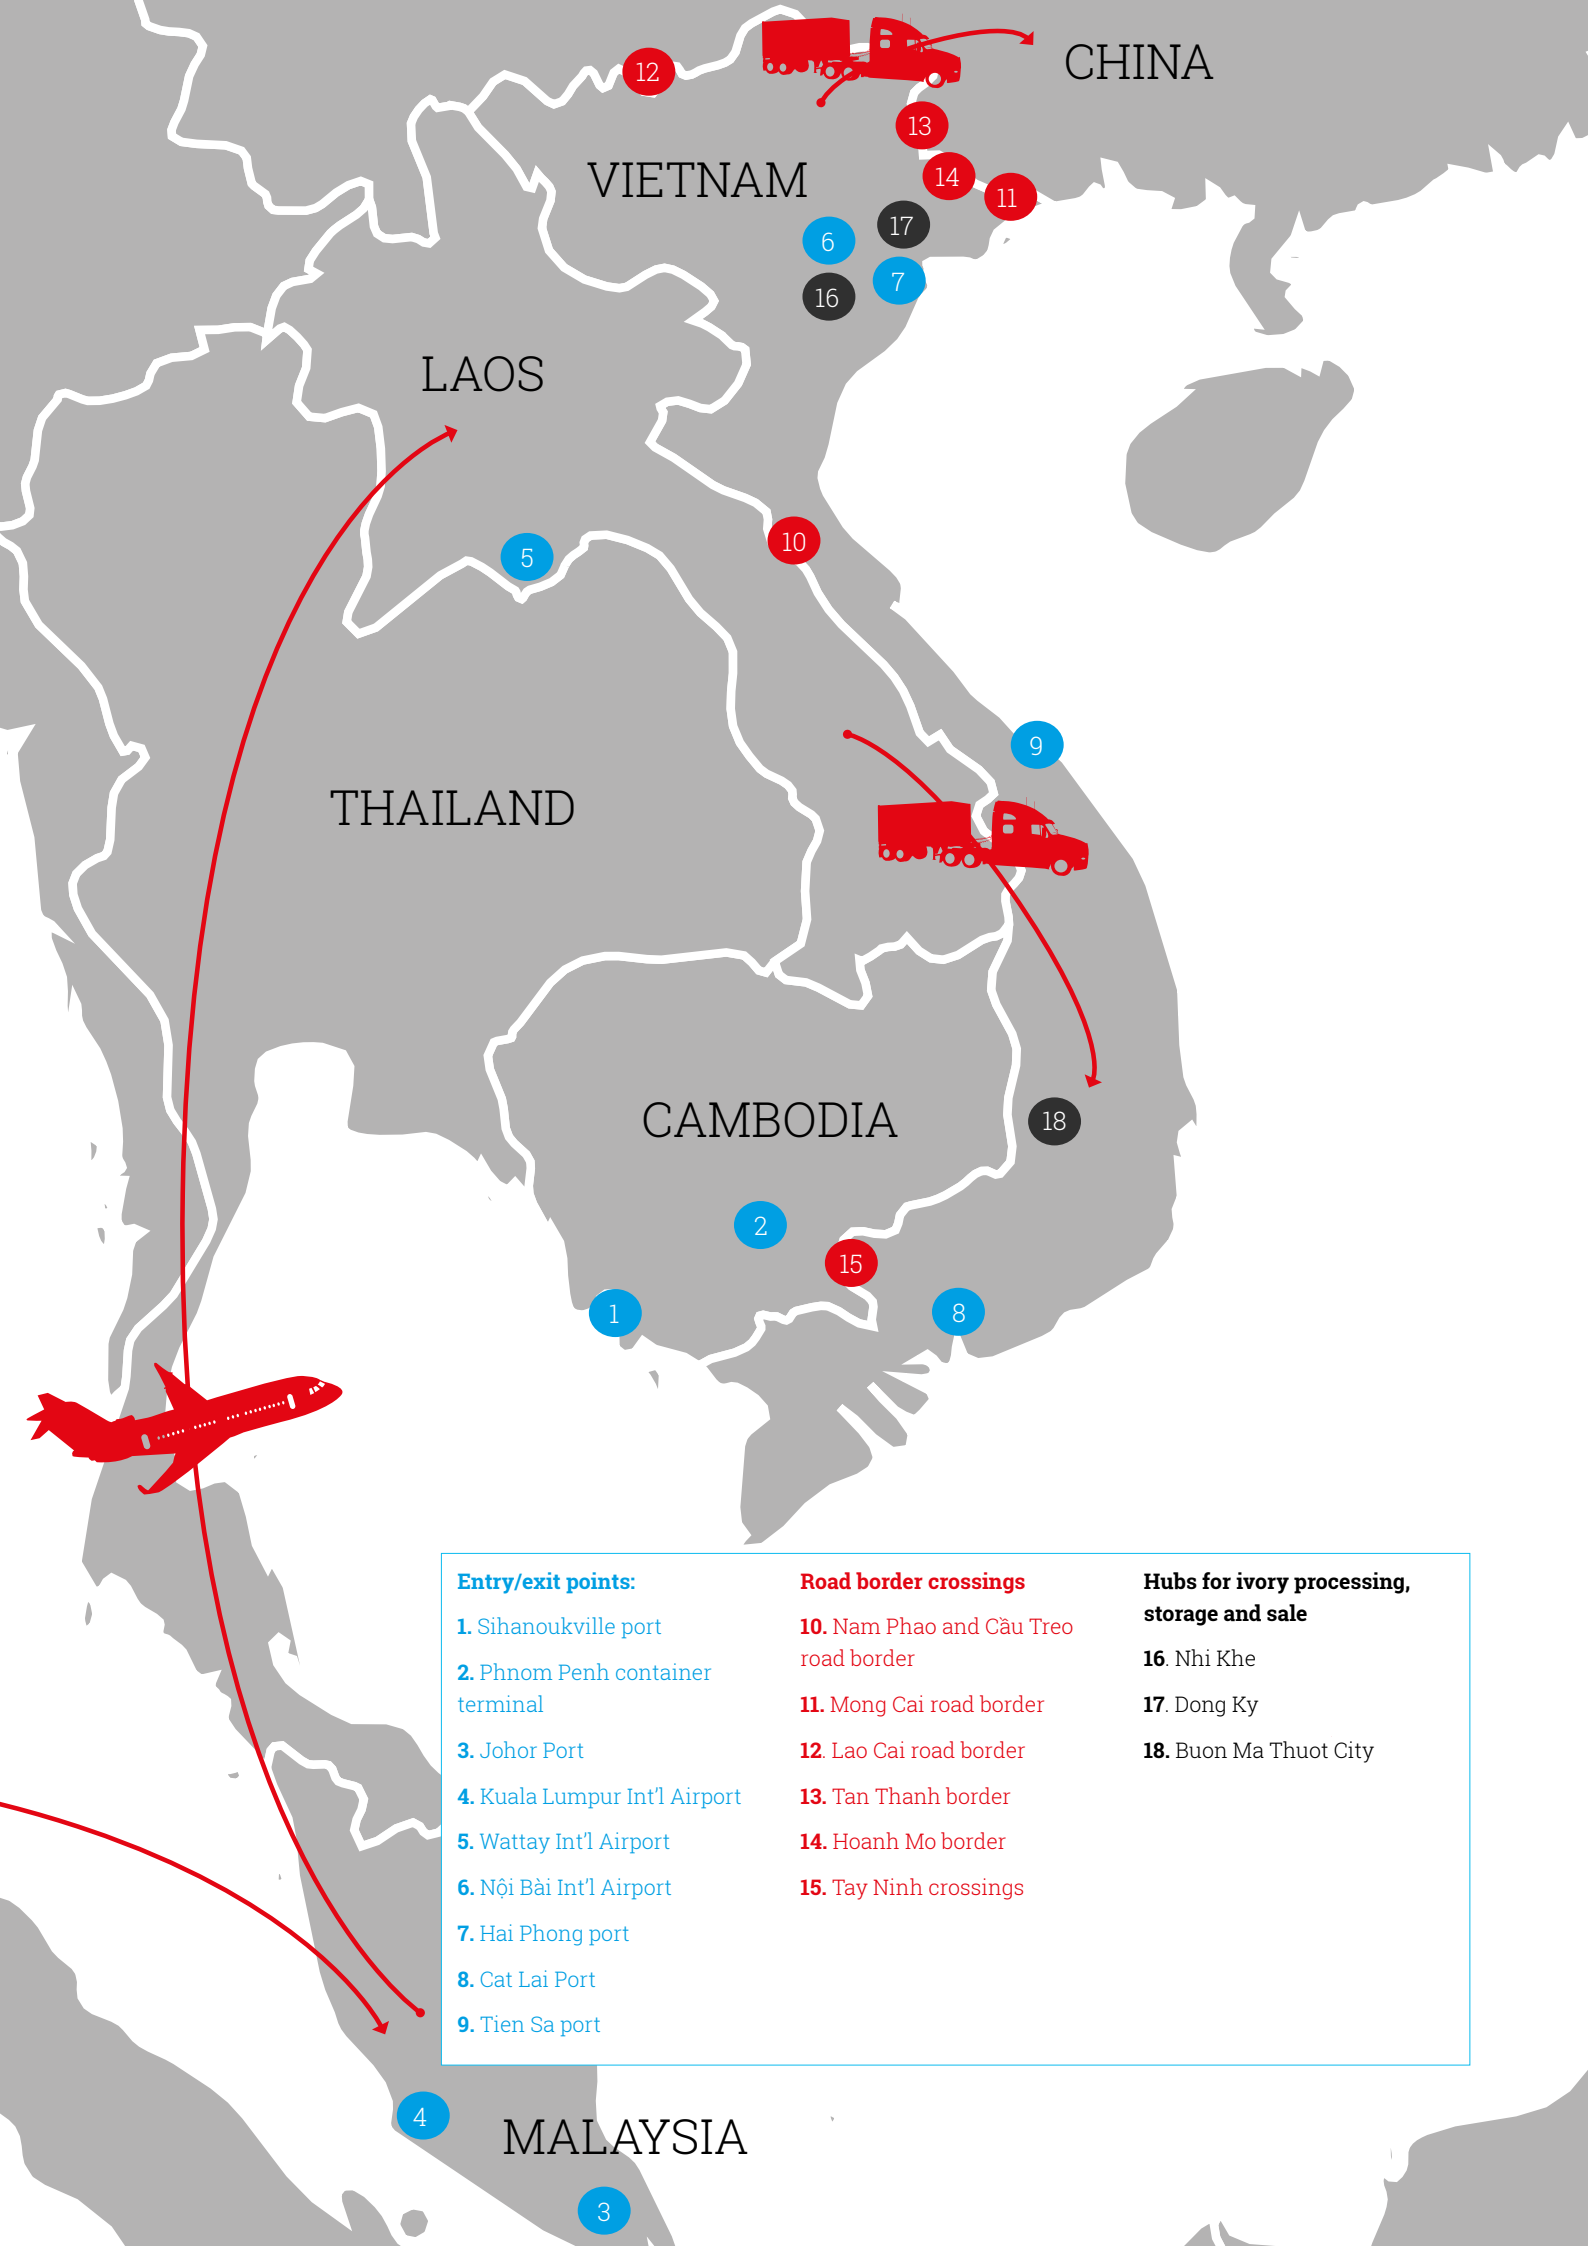 CHINA
12
13
VIETNAM
14
11
17
6
7
16
LAOS
10
5
9
THAILAND
CAMBODIA
18
2
15
1
8
Entry/exit points:
1. Sihanoukville port
2. Phnom Penh container
terminal
3. Johor Port
4. Kuala Lumpur Int'l Airport
5. Wattay Int'l Airport
6. Nội Bài Int'l Airport
7. Hai Phong port
8. Cat Lai Port
9. Tien Sa port
Road border crossings
10. Nam Phao and Cầu Treo
road border
11. Mong Cai road border
12. Lao Cai road border
13. Tan Thanh border
14. Hoanh Mo border
15. Tay Ninh crossings
Hubs for ivory processing,
storage and sale
16. Nhi Khe
17. Dong Ky
18. Buon Ma Thuot City
4
MALAYSIA
3